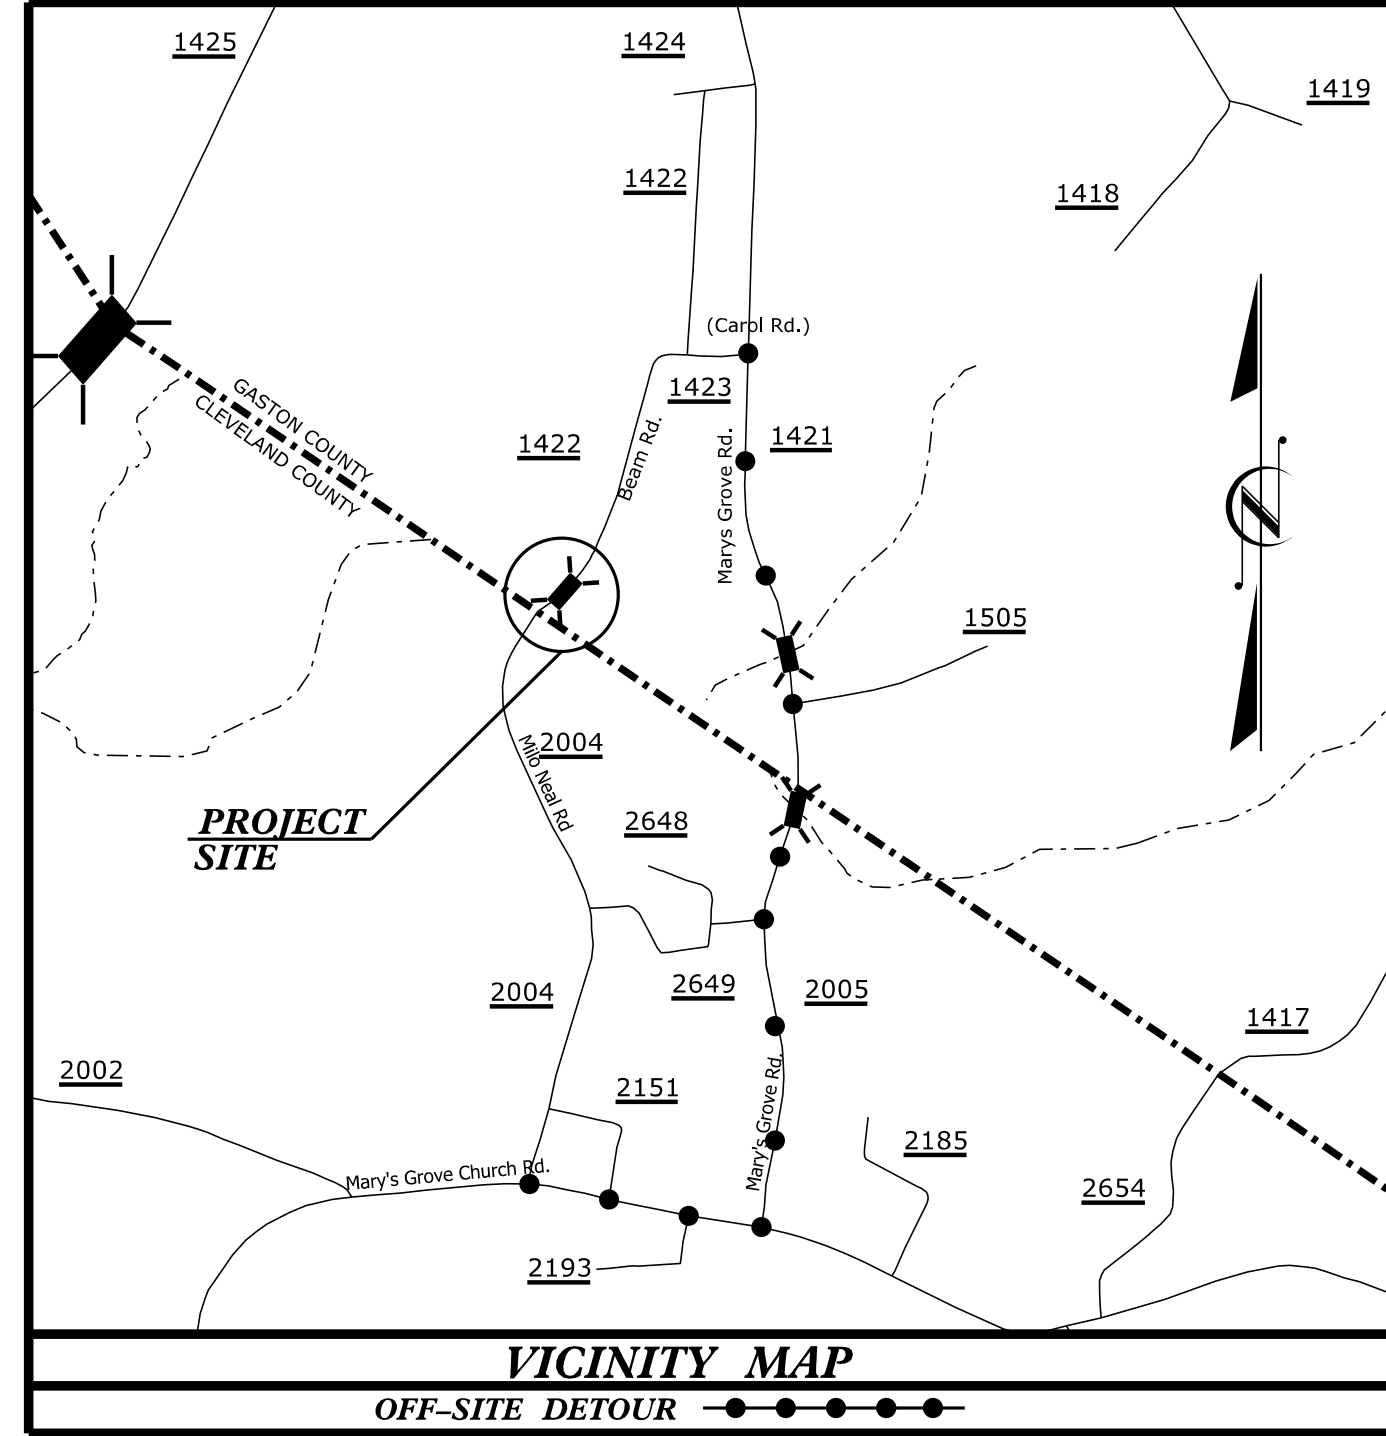 1425
1424
1419
1422
1418
(Carol Rd.)
1423
GASTON COUNTY
CLEVELAND COUNTY
1422
Beam Rd.
Marys Grove Rd.
1421
1505
2004
Milo Neal Rd
PROJECT
SITE
2648
2649
2004
2005
1417
2002
2151
Mary's Grove Rd.
2185
Mary's Grove Church Rd.
2654
2193
VICINITY MAP
OFF-SITE DETOUR